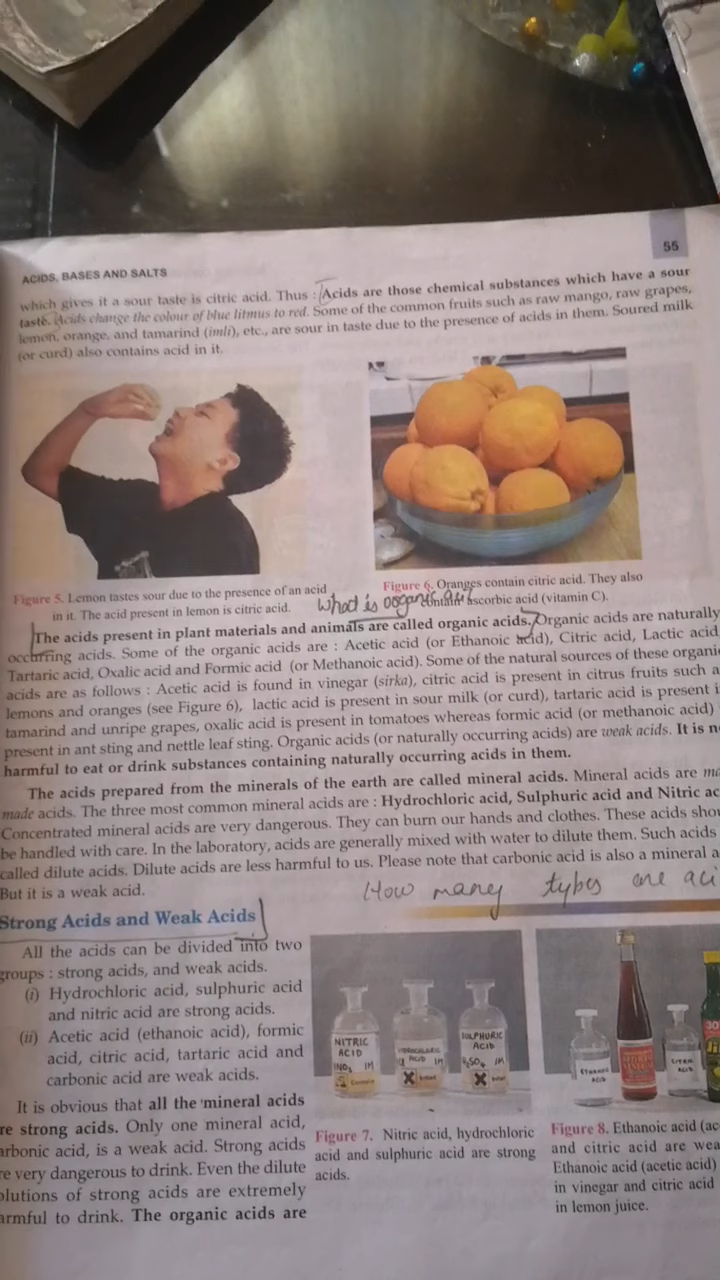 55
ACIDS, BASES AND SALTS
which gives it a sour taste is citric acid. Thus : Acids are those chemical substances which have a sour
taste. Acids change the colour of blue litmus to red. Some of the common fruits such as raw mango, raw grapes,
lemon, orange, and tamarind (imli), etc., are sour in taste due to the presence of acids in them. Soured milk
(or curd) also contains acid in it.
Figure 5. Lemon tastes sour due to the presence of an acid
in it. The acid present in lemon is citric acid.
Figure 6. Oranges contain citric acid. They also
contain ascorbic acid (vitamin C).
What is organic
The acids present in plant materials and animals are called organic acids. Organic acids are naturally
occurring acids. Some of the organic acids are : Acetic acid (or Ethanoic acid), Citric acid, Lactic acid
Tartaric acid, Oxalic acid and Formic acid (or Methanoic acid). Some of the natural sources of these organi
acids are as follows : Acetic acid is found in vinegar (sirka), citric acid is present in citrus fruits such a
lemons and oranges (see Figure 6), lactic acid is present in sour milk (or curd), tartaric acid is present i
tamarind and unripe grapes, oxalic acid is present in tomatoes whereas formic acid (or methanoic acid)
present in ant sting and nettle leaf sting. Organic acids (or naturally occurring acids) are weak acids. It is n
harmful to eat or drink substances containing naturally occurring acids in them.
The acids prepared from the minerals of the earth are called mineral acids. Mineral acids are ma
made acids. The three most common mineral acids are : Hydrochloric acid, Sulphuric acid and Nitric ac
Concentrated mineral acids are very dangerous. They can burn our hands and clothes. These acids shou
be handled with care. In the laboratory, acids are generally mixed with water to dilute them. Such acids
called dilute acids. Dilute acids are less harmful to us. Please note that carbonic acid is also a mineral a
But it is a weak acid.
How many types are aci
Strong Acids and Weak Acids
All the acids can be divided into two
groups : strong acids, and weak acids.
(i) Hydrochloric acid, sulphuric acid
and nitric acid are strong acids.
(ii) Acetic acid (ethanoic acid), formic
acid, citric acid, tartaric acid and
carbonic acid are weak acids.
It is obvious that all the mineral acids
re strong acids. Only one mineral acid,
arbonic acid, is a weak acid. Strong acids
re very dangerous to drink. Even the dilute
olutions of strong acids are extremely
armful to drink. The organic acids are
NITRIC
ACID
HNO3 1M
HYDROCHLORIC
ACID
1M
SULPHURIC
ACID
H2SO4 1M
ETHANOIC
ACID
CITRIC
ACID
30
Figure 7. Nitric acid, hydrochloric
acid and sulphuric acid are strong
acids.
Figure 8. Ethanoic acid (ac
and citric acid are wea
Ethanoic acid (acetic acid)
in vinegar and citric acid
in lemon juice.